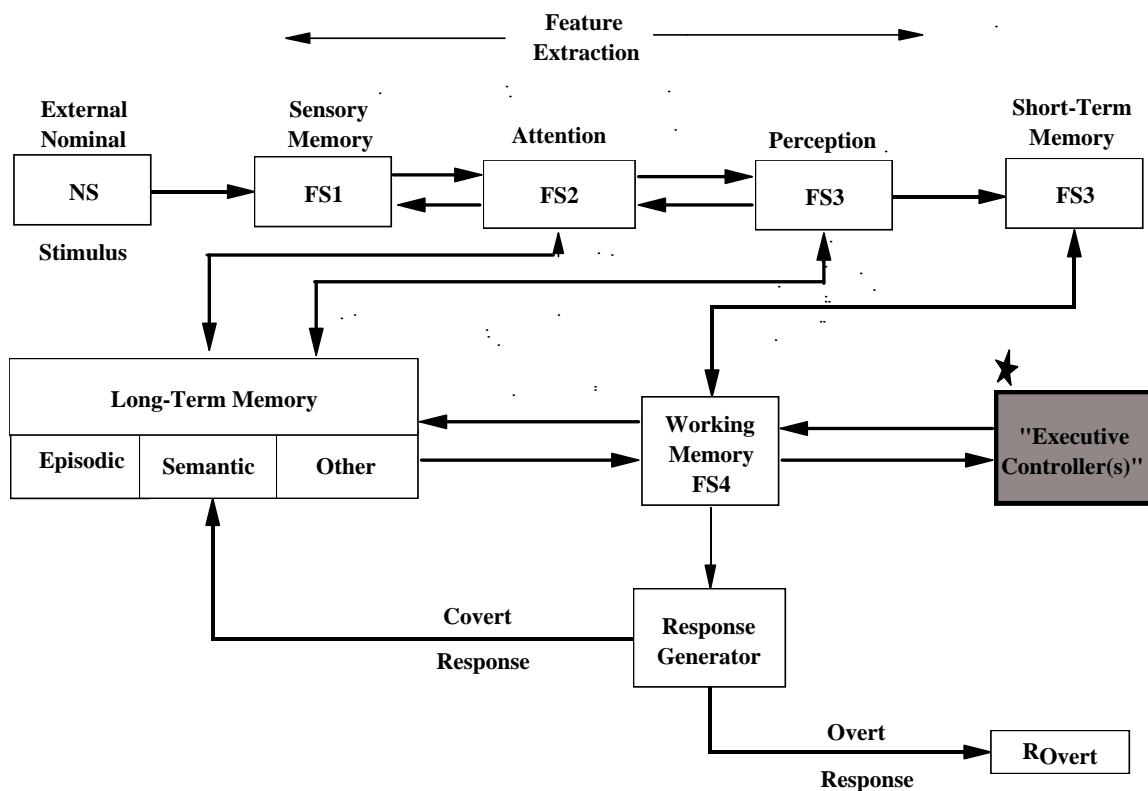 Feature
Extraction
External
Nominal
Sensory
Memory
Attention
Perception
Short-Term
Memory
NS
FS1
FS2
FS3
FS3
Stimulus
Long-Term Memory
Episodic
Semantic
Other
Working
Memory
FS4
"Executive
Controller(s)"
Covert
Response
Response
Generator
Overt
Response
ROvert